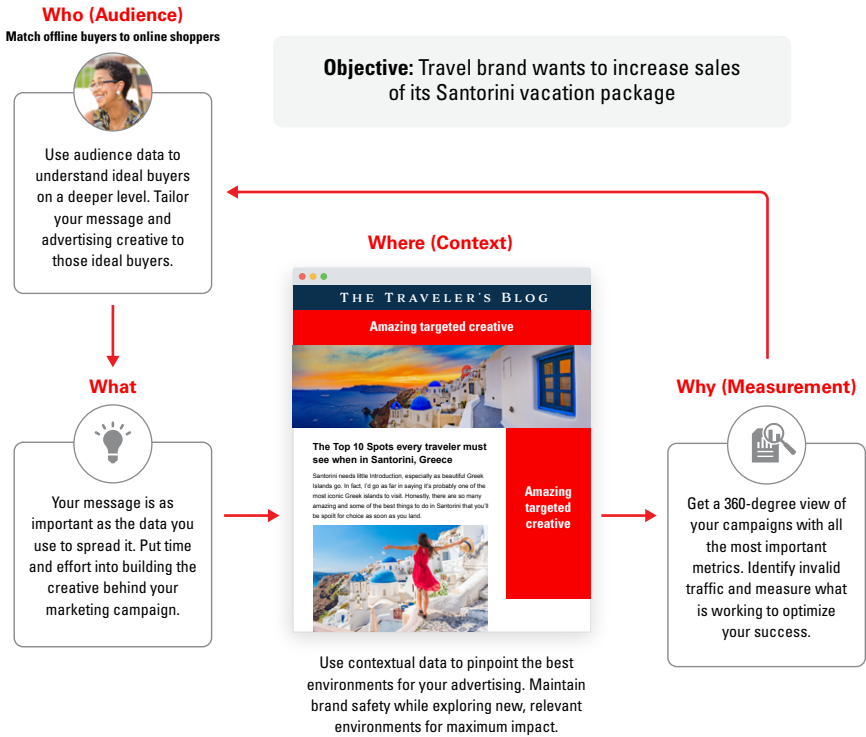 Who (Audience)
Match offline buyers to online shoppers
Use audience data to
understand ideal buyers
on a deeper level. Tailor
your message and
advertising creative to
those ideal buyers.
Objective: Travel brand wants to increase sales
of its Santorini vacation package
What
Your message is as
important as the data you
use to spread it. Put time
and effort into building the
creative behind your
marketing campaign.
Where (Context)
THE TRAVELER'S BLOG
Amazing targeted creative
The Top 10 Spots every traveler must
see when in Santorini, Greece
Santorini needs little Introduction, especially as beautiful Greek
Islands go. In fact, I'd go as far in saying it's probably one of the
most iconic Greek islands to visit. Honestly, there are so many
amazing and some of the best things to do in Santorini that you'll
be spoilt for choice as soon as you land.
Amazing
targeted
creative
Use contextual data to pinpoint the best
environments for your advertising. Maintain
brand safety while exploring new, relevant
environments for maximum impact.
Why (Measurement)
Get a 360-degree view of
your campaigns with all
the most important
metrics. Identify invalid
traffic and measure what
is working to optimize
your success.